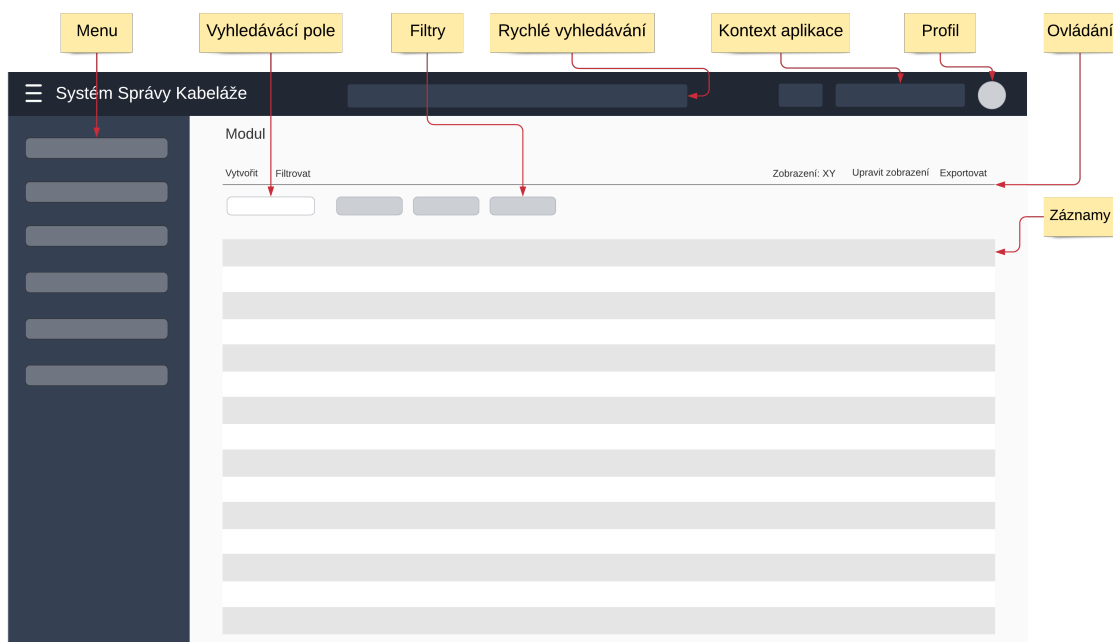 Menu
Vyhledávácí pole
Filtry
Rychlé vyhledávání
Kontext aplikace
Profil
Ovládání
Systém Správy Kabeláže
Modul
Vytvořit
Filtrovat
Zobrazení: XY
Upravit zobrazení
Exportovat
Záznamy